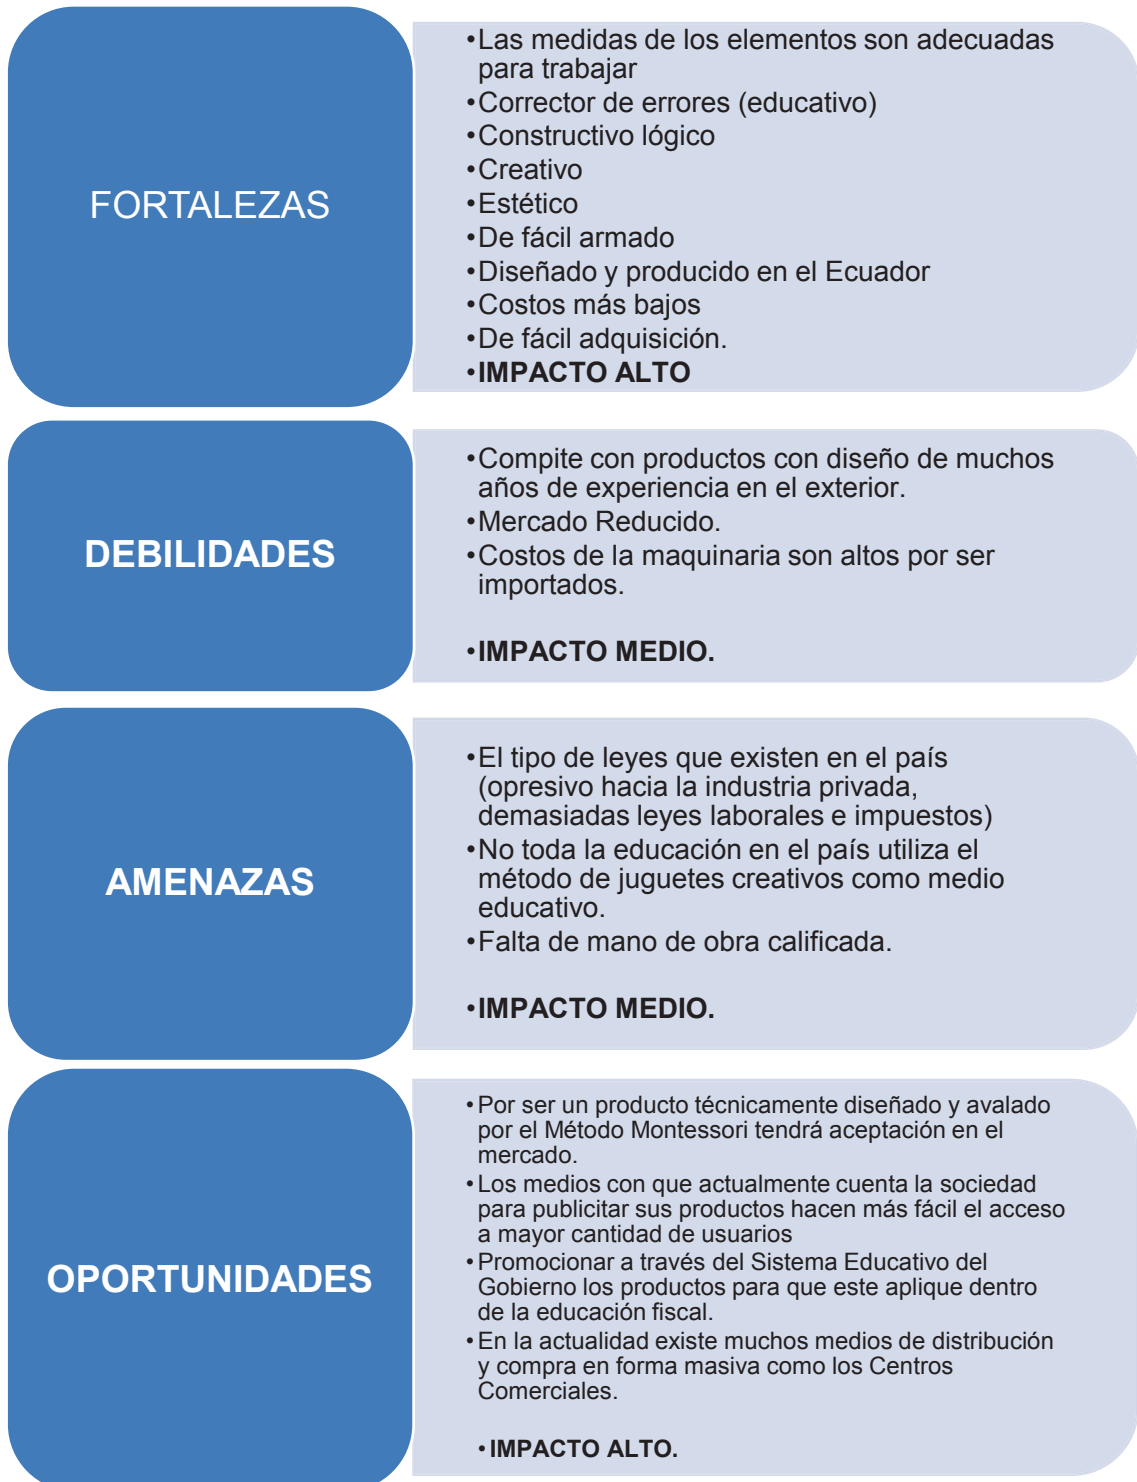 FORTALEZAS
•Las medidas de los elementos son adecuadas
para trabajar
•Corrector de errores (educativo)
•Constructivo lógico
•Creativo
•Estético
•De fácil armado
•Diseñado y producido en el Ecuador
•Costos más bajos
•De fácil adquisición.
•IMPACTO ALTO
DEBILIDADES
•Compite con productos con diseño de muchos
años de experiencia en el exterior.
•Mercado Reducido.
•Costos de la maquinaria son altos por ser
importados.
•IMPACTO MEDIO.
AMENAZAS
•El tipo de leyes que existen en el país
(opresivo hacia la industria privada,
demasiadas leyes laborales e impuestos)
•No toda la educación en el país utiliza el
método de juguetes creativos como medio
educativo.
•Falta de mano de obra calificada.
•IMPACTO MEDIO.
OPORTUNIDADES
•Por ser un producto técnicamente diseñado y avalado
por el Método Montessori tendrá aceptación en el
mercado.
•Los medios con que actualmente cuenta la sociedad
para publicitar sus productos hacen más fácil el acceso
a mayor cantidad de usuarios
•Promocionar a través del Sistema Educativo del
Gobierno los productos para que este aplique dentro
de la educación fiscal.
•En la actualidad existe muchos medios de distribución
y compra en forma masiva como los Centros
Comerciales.
•IMPACTO ALTO.